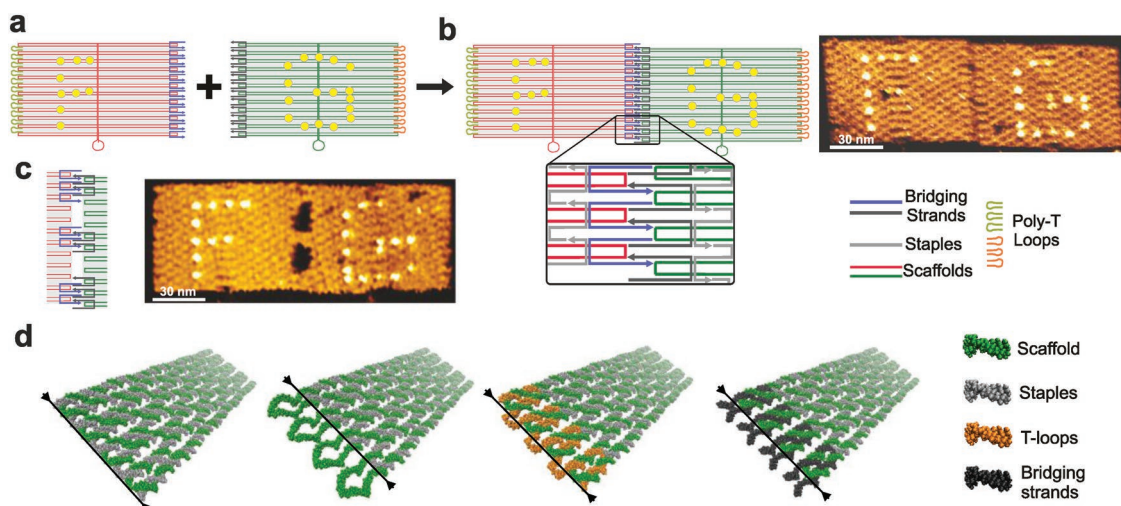 a
b
30 nm
c
30 nm
Bridging
Strands
Staples
Scaffolds
Poly-T
Loops
d
Scaffold
Staples
T-loops
Bridging
strands